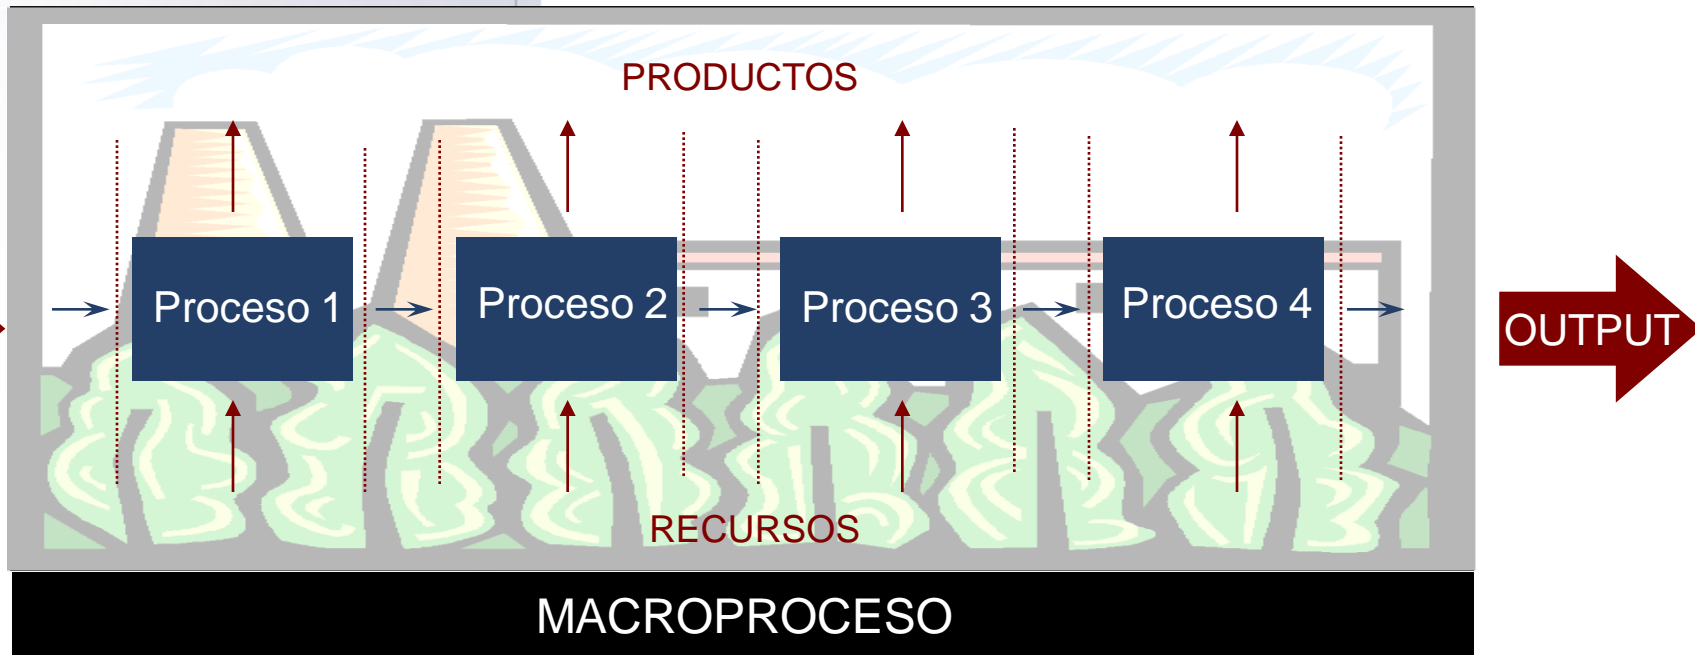 PRODUCTOS
Proceso 1
Proceso 2
Proceso 3
Proceso 4
OUTPUT
RECURSOS
MACROPROCESO